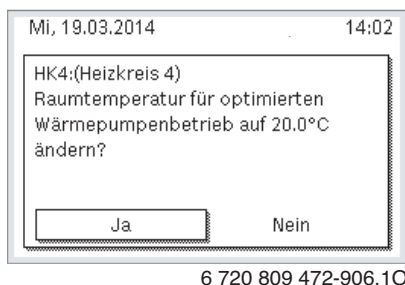 Mi, 19.03.2014 14:02
HK4:(Heizkreis 4)
Raumtemperatur für optimierten
Wärmepumpenbetrieb auf 20.0°C
ändern?
Ja Nein
6 720 809 472-906.1O